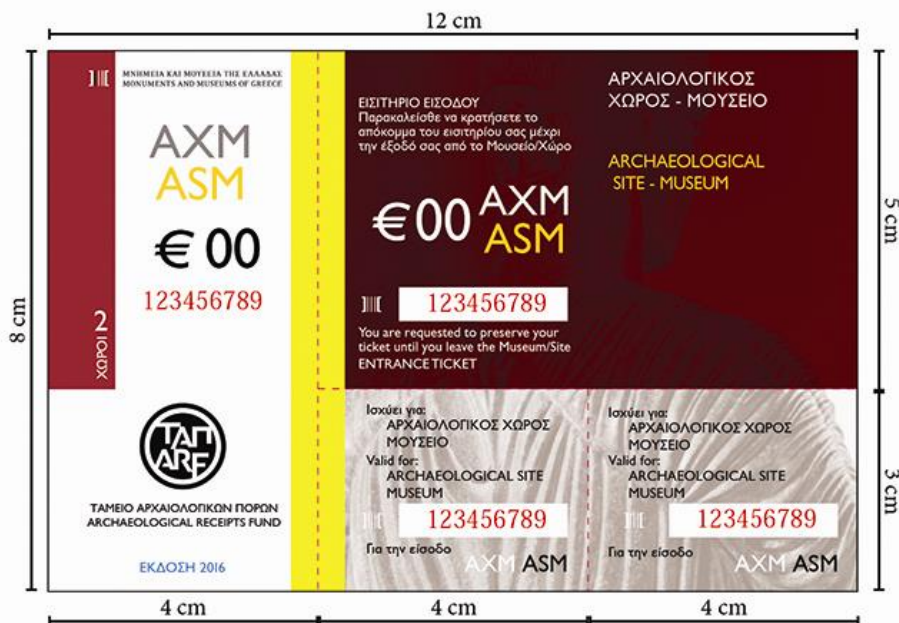 12 cm
8 cm
5 cm
3 cm
4 cm
4 cm
4 cm
ΜΝΗΜΕΙΑ ΚΑΙ ΜΟΥΣΕΙΑ ΤΗΣ ΕΛΛΑΔΑΣ
MONUMENTS AND MUSEUMS OF GREECE
ΑΧΜ
ASM
€ 00
123456789
ΧΩΡΟΙ 2
ΤΑΠ
ARF
ΤΑΜΕΙΟ ΑΡΧΑΙΟΛΟΓΙΚΩΝ ΠΟΡΩΝ
ARCHAEOLOGICAL RECEIPTS FUND
ΕΚΔΟΣΗ 2016
ΕΙΣΙΤΗΡΙΟ ΕΙΣΟΔΟΥ
Παρακαλείσθε να κρατήσετε το
απόκομμα του εισιτηρίου σας μέχρι
την έξοδό σας από το Μουσείο/Χώρο
€ 00 ΑΧΜ
ASM
123456789
You are requested to preserve your
ticket until you leave the Museum/Site
ENTRANCE TICKET
ΑΡΧΑΙΟΛΟΓΙΚΟΣ
ΧΩΡΟΣ - ΜΟΥΣΕΙΟ
ARCHAEOLOGICAL
SITE - MUSEUM
Ισχύει για:
ΑΡΧΑΙΟΛΟΓΙΚΟΣ ΧΩΡΟΣ
ΜΟΥΣΕΙΟ
Valid for:
ARCHAEOLOGICAL SITE
MUSEUM
123456789
Για την είσοδο
ΑΧΜ ASM
Ισχύει για:
ΑΡΧΑΙΟΛΟΓΙΚΟΣ ΧΩΡΟΣ
ΜΟΥΣΕΙΟ
Valid for:
ARCHAEOLOGICAL SITE
MUSEUM
123456789
Για την είσοδο
ΑΧΜ ASM